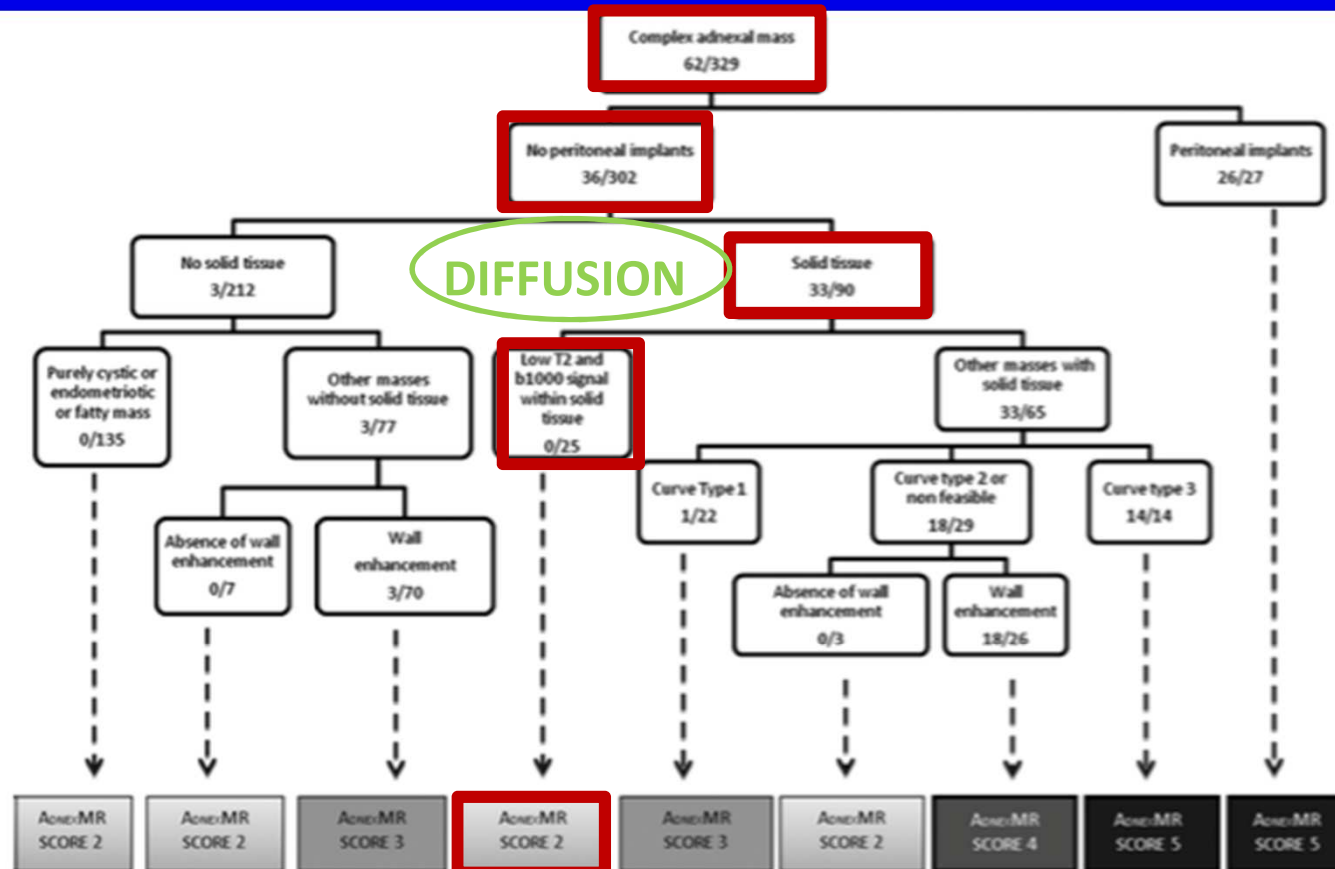 Complex adnexal mass
62/329
No peritoneal implants
36/302
Peritoneal implants
26/27
No solid tissue
3/212
DIFFUSION
Solid tissue
33/90
Purely cystic or
endometriotic
or fatty mass
0/135
Other masses
without solid tissue
3/77
Low T2 and
b1000 signal
within solid
tissue
0/25
Other masses with
solid tissue
33/65
Absence of wall
enhancement
0/7
Wall
enhancement
3/70
Curve Type 1
1/22
Curve type 2 or
non feasible
18/29
Curve type 3
14/14
Absence of wall
enhancement
0/3
Wall
enhancement
18/26
ADNEXMR
SCORE 2
ADNEXMR
SCORE 2
ADNEXMR
SCORE 3
ADNEXMR
SCORE 2
ADNEXMR
SCORE 3
ADNEXMR
SCORE 2
ADNEXMR
SCORE 4
ADNEXMR
SCORE 5
ADNEXMR
SCORE 5